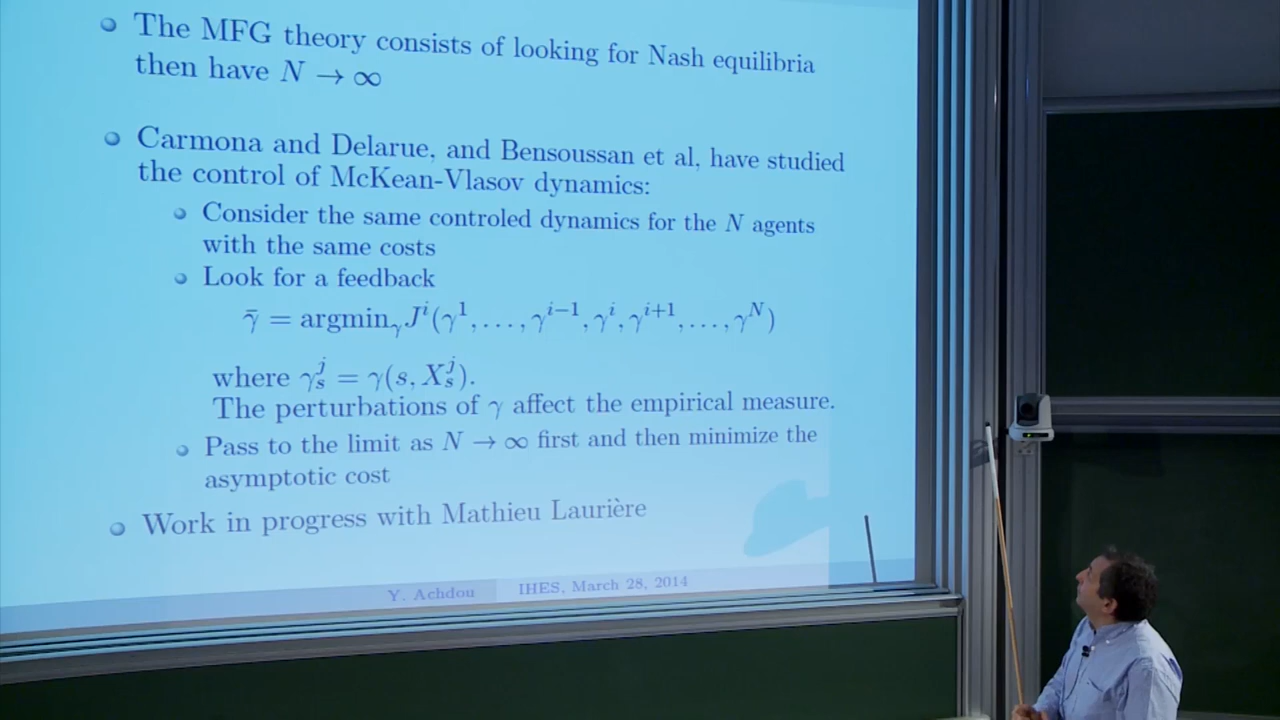 The MFG theory consists of looking for Nash equilibria
then have N → ∞
Carmona and Delarue, and Bensoussan et al, have studied
the control of McKean-Vlasov dynamics:
Consider the same controled dynamics for the N agents
with the same costs
Look for a feedback
γ̄ = argmin_γ J^i(γ^1, . . . , γ^{i−1}, γ^i, γ^{i+1}, . . . , γ^N)
where γ_s^j = γ(s, X_s^j).
The perturbations of γ affect the empirical measure.
Pass to the limit as N → ∞ first and then minimize the
asymptotic cost
Work in progress with Mathieu Laurière
Y. Achdou IHES, March 28, 2014